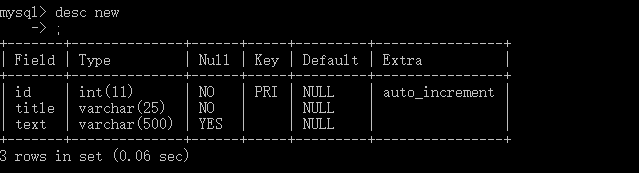 mysql> desc new
    -> ;
+-------+--------------+------+-----+---------+----------------+
| Field | Type         | Null | Key | Default | Extra          |
+-------+--------------+------+-----+---------+----------------+
| id    | int(11)      | NO   | PRI | NULL    | auto_increment |
| title | varchar(25)  | NO   |     | NULL    |                |
| text  | varchar(500) | YES  |     | NULL    |                |
+-------+--------------+------+-----+---------+----------------+
3 rows in set (0.06 sec)